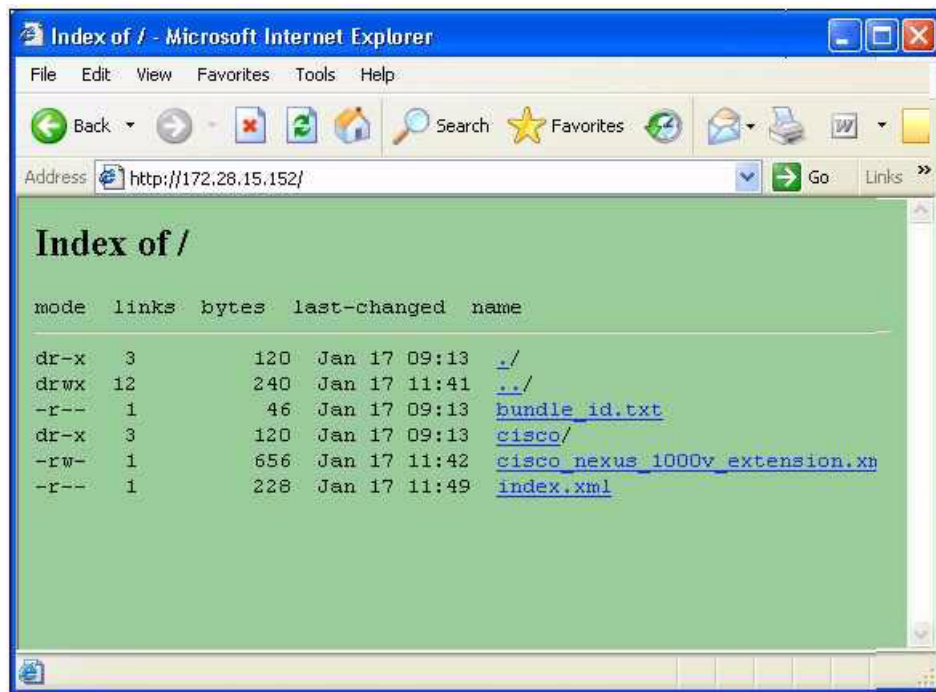 Index of / - Microsoft Internet Explorer
File Edit View Favorites Tools Help
Back Search Favorites W
Address http://172.28.15.152/ Go Links »
Index of /
mode links bytes last-changed name
dr-x 3 120 Jan 17 09:13 ./
drwx 12 240 Jan 17 11:41 ../
-r-- 1 46 Jan 17 09:13 bundle_id.txt
dr-x 3 120 Jan 17 09:13 cisco/
-rw- 1 656 Jan 17 11:42 cisco_nexus_1000v_extension.xm
-r-- 1 228 Jan 17 11:49 index.xml